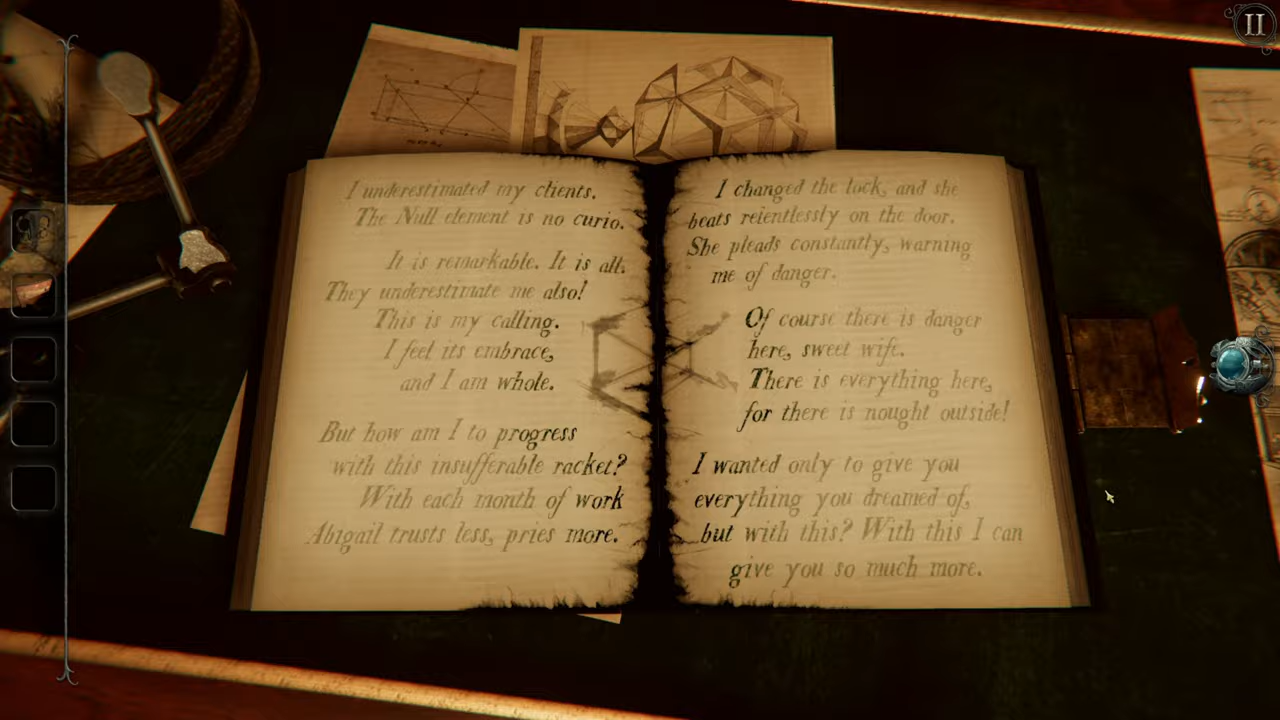 I underestimated my clients.
The Null element is no curio.
It is remarkable. It is all.
They underestimate me also!
This is my calling.
I feel its embrace,
and I am whole.
But how am I to progress
with this insufferable racket?
With each month of work
Abigail trusts less, pries more.
I changed the lock, and she
beats relentlessly on the door.
She pleads constantly, warning
me of danger.
Of course there is danger
here, sweet wife.
There is everything here,
for there is nought outside!
I wanted only to give you
everything you dreamed of,
but with this? With this I can
give you so much more.